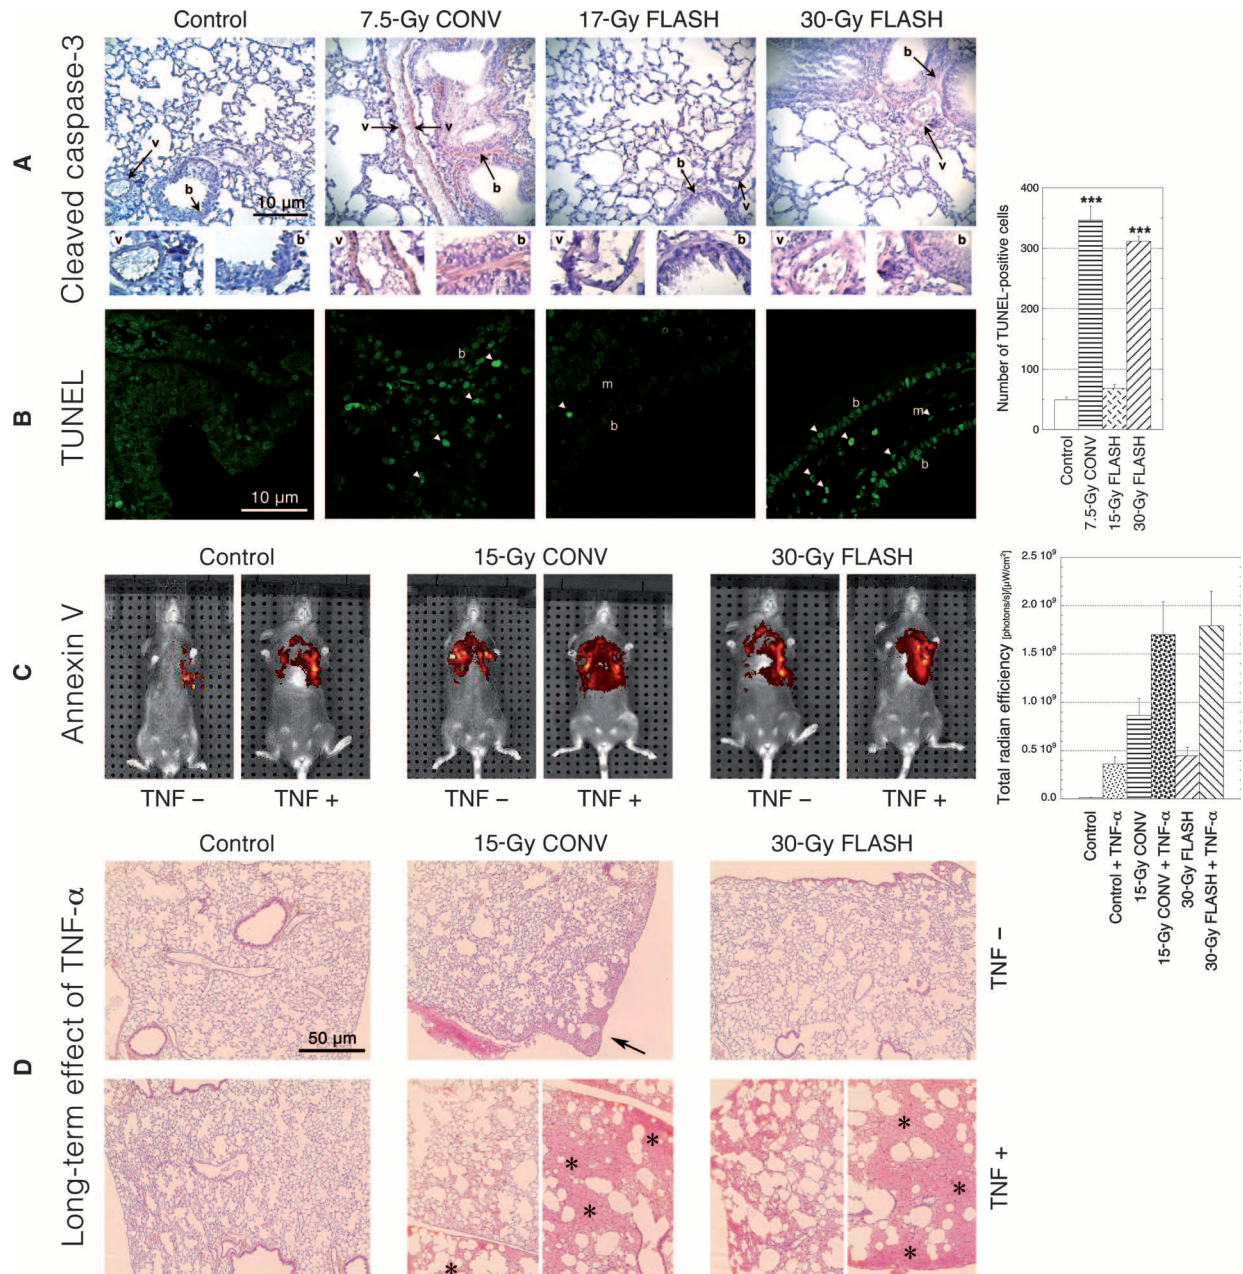 Control 7.5-Gy CONV 17-Gy FLASH 30-Gy FLASH
A
Cleaved caspase-3
v
b
10 µm
v v
b
b
v
b
v
v b v b v b v b
B
TUNEL
10 µm
b
m
b
b
m
b
400
300
200
100
0
Number of TUNEL-positive cells
***
***
Control
7.5-Gy CONV
15-Gy FLASH
30-Gy FLASH
Control 15-Gy CONV 30-Gy FLASH
C
Annexin V
TNF – TNF + TNF – TNF + TNF – TNF +
2.5 10⁹
2.0 10⁹
1.5 10⁹
1.0 10⁹
0.5 10⁹
0.0
Total radian efficiency [photons/s]/[µW/cm²]
Control
Control + TNF-α
15-Gy CONV
15-Gy CONV + TNF-α
30-Gy FLASH
30-Gy FLASH + TNF-α
Control 15-Gy CONV 30-Gy FLASH
D
Long-term effect of TNF-α
50 µm
TNF –
* * * *
* * *
TNF +